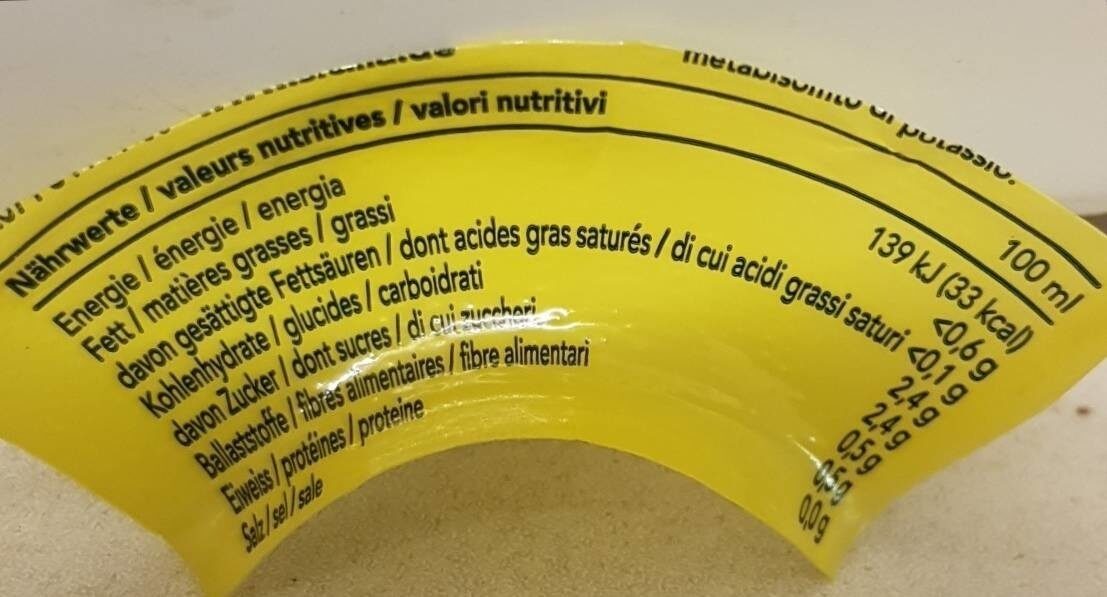 metabisolfito di potassio.
Nährwerte / valeurs nutritives / valori nutritivi 100 ml
Energie / énergie / energia 139 kJ (33 kcal)
Fett / matières grasses / grassi <0,6 g
davon gesättigte Fettsäuren / dont acides gras saturés / di cui acidi grassi saturi <0,1 g
Kohlenhydrate / glucides / carboidrati 2,4 g
davon Zucker / dont sucres / di cui zuccheri 2,4 g
Ballaststoffe / fibres alimentaires / fibre alimentari 0,5 g
Eiweiss / protéines / proteine g
Salz / sel / sale 0,0 g